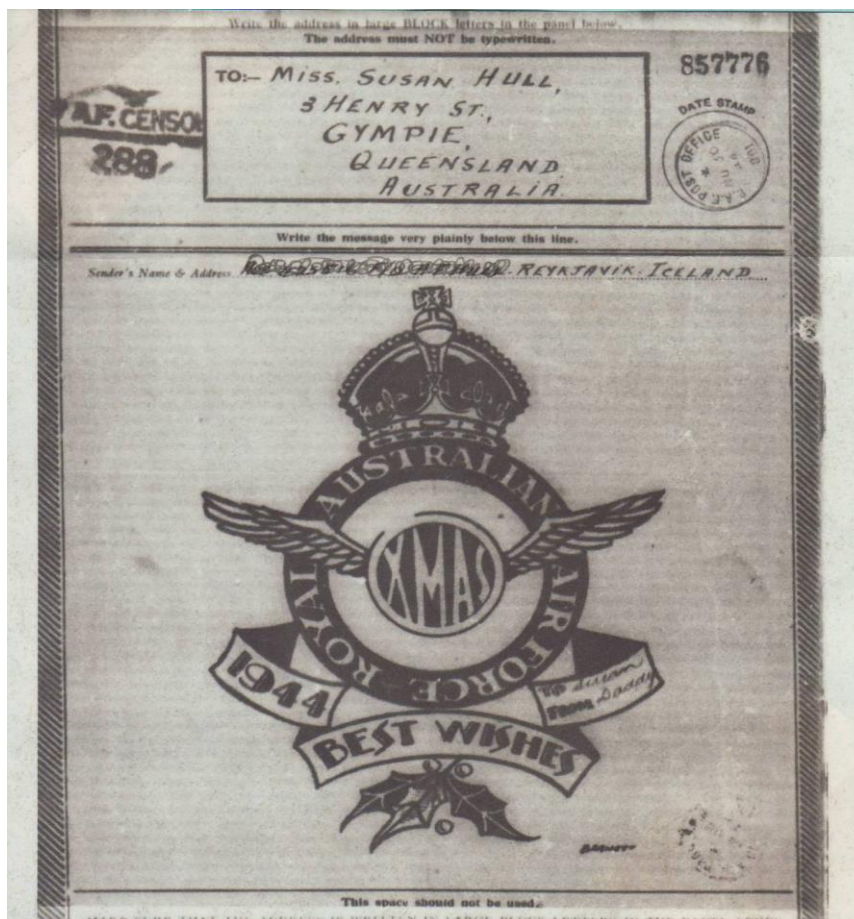 Write the address in large BLOCK letters in the panel below.
The address must NOT be typewritten.
TO:- MISS. SUSAN HULL,
3 HENRY ST.,
GYMPIE,
QUEENSLAND
AUSTRALIA.
A.F. CENSOR
288
857776
DATE STAMP
R.A.F. POST OFFICE 001
Write the message very plainly below this line.
Sender's Name & Address REYKJAVIK. ICELAND
ROYAL AUSTRALIAN AIR FORCE
XMAS
1944
TO Susan
FROM Daddy
BEST WISHES
This space should not be used.